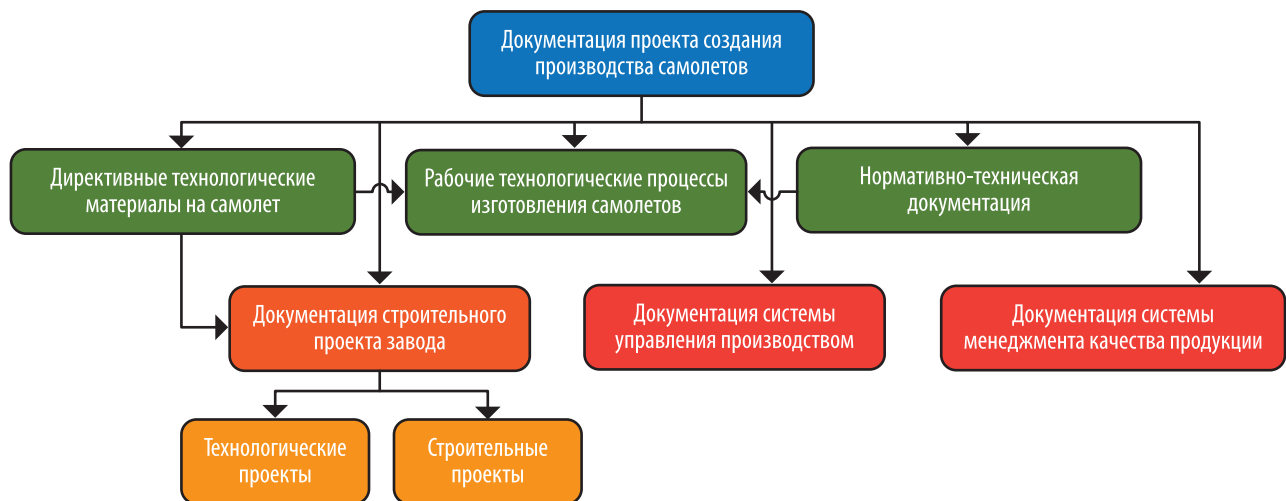 Документация проекта создания
производства самолетов
Директивные технологические
материалы на самолет
Рабочие технологические процессы
изготовления самолетов
Нормативно-техническая
документация
Документация строительного
проекта завода
Документация системы
управления производством
Документация системы
менеджмента качества продукции
Технологические
проекты
Строительные
проекты